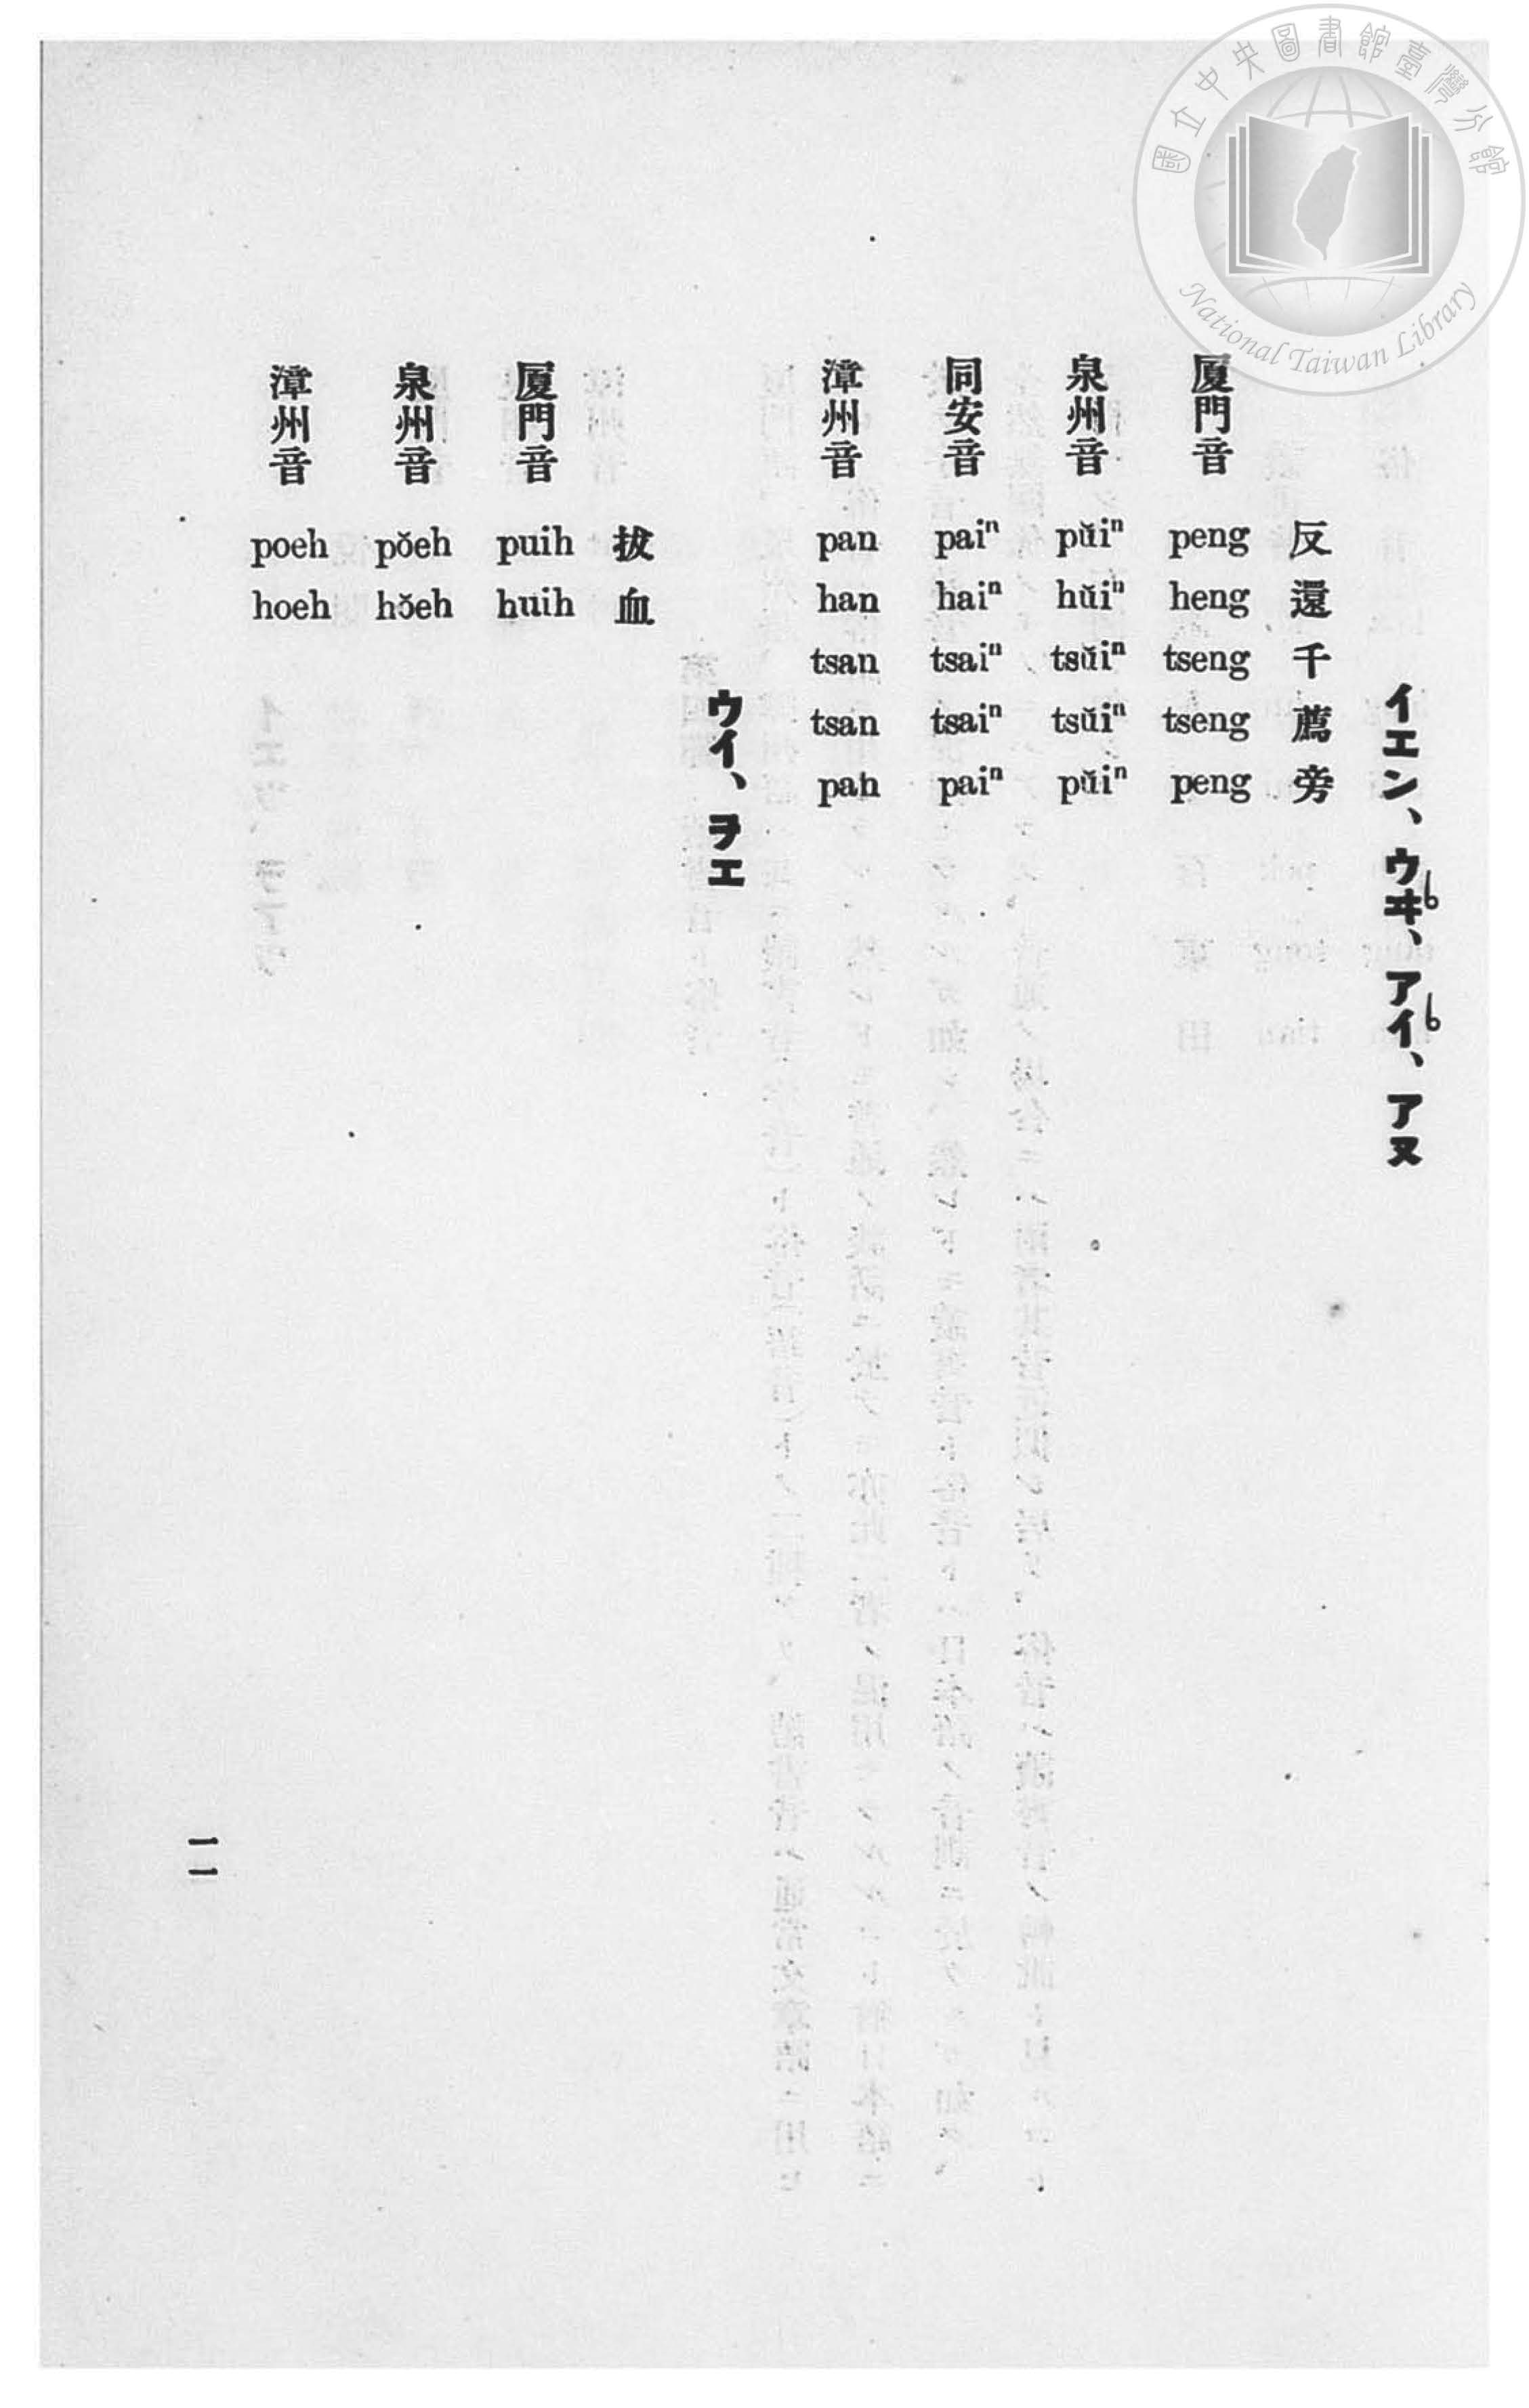 國立中央圖書館臺灣分館
National Taiwan Library
イエン、ウヰ、アイ、アヌ
反 還 千 薦 旁
厦門音 peng heng tseng tseng peng
泉州音 pŭiⁿ hŭiⁿ tsŭiⁿ tsŭiⁿ pŭiⁿ
同安音 paiⁿ haiⁿ tsaiⁿ tsaiⁿ paiⁿ
漳州音 pan han tsan tsan pan
ウイ、ヲエ
拔 血
厦門音 puih huih
泉州音 pŏeh hŏeh
漳州音 poeh hoeh
一一